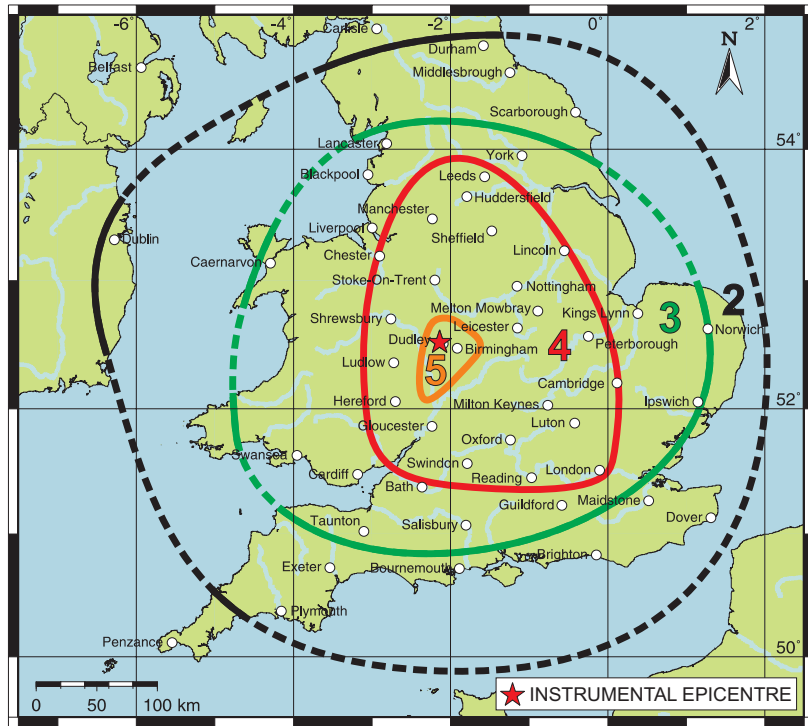 -6° -4° -2° 0° 2°
Carlisle
N
Durham
Belfast
Middlesbrough
Scarborough
Lancaster
54°
York
Blackpool
Leeds
Huddersfield
Manchester
Liverpool
Sheffield
Dublin
Lincoln
Chester
Caernarvon
Stoke-On-Trent
Nottingham
2
Melton Mowbray
Kings Lynn
3
Shrewsbury
Leicester
Norwich
Dudley
Peterborough
Birmingham
4
Ludlow
5
Cambridge
Hereford
Milton Keynes
Ipswich
52°
Gloucester
Luton
Oxford
Swansea
Swindon
Cardiff
London
Reading
Bath
Maidstone
Guildford
Taunton
Salisbury
Dover
Brighton
Exeter
Bournemouth
Plymouth
Penzance
50°
0 50 100 km
INSTRUMENTAL EPICENTRE